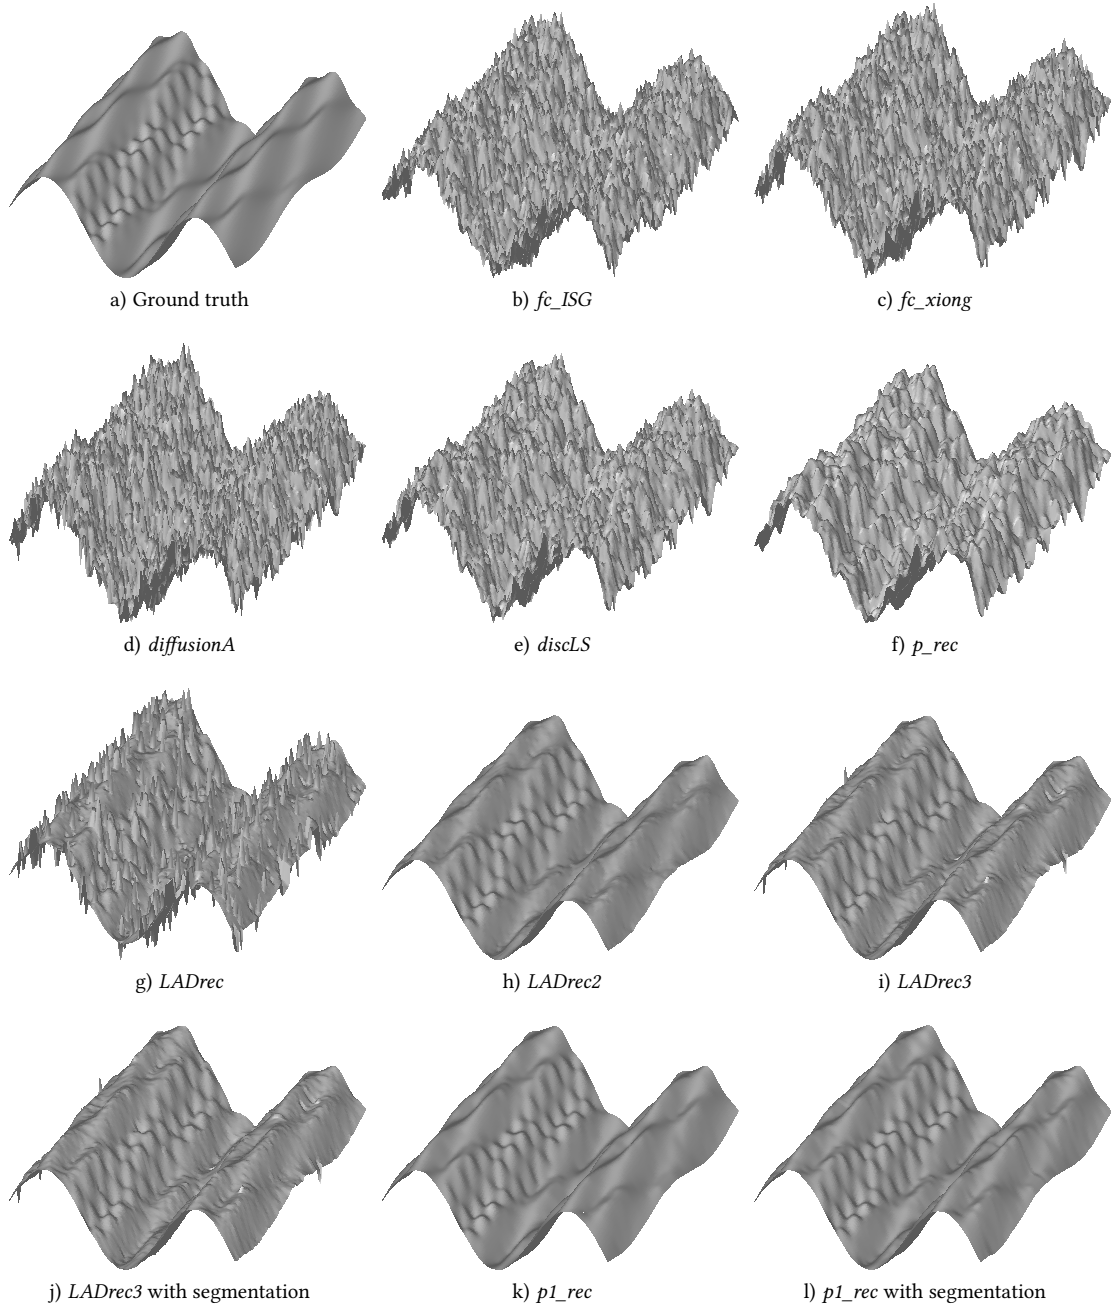 a) Ground truth
b) fc_ISG
c) fc_xiong
d) diffusionA
e) discLS
f) p_rec
g) LADrec
h) LADrec2
i) LADrec3
j) LADrec3 with segmentation
k) p1_rec
l) p1_rec with segmentation